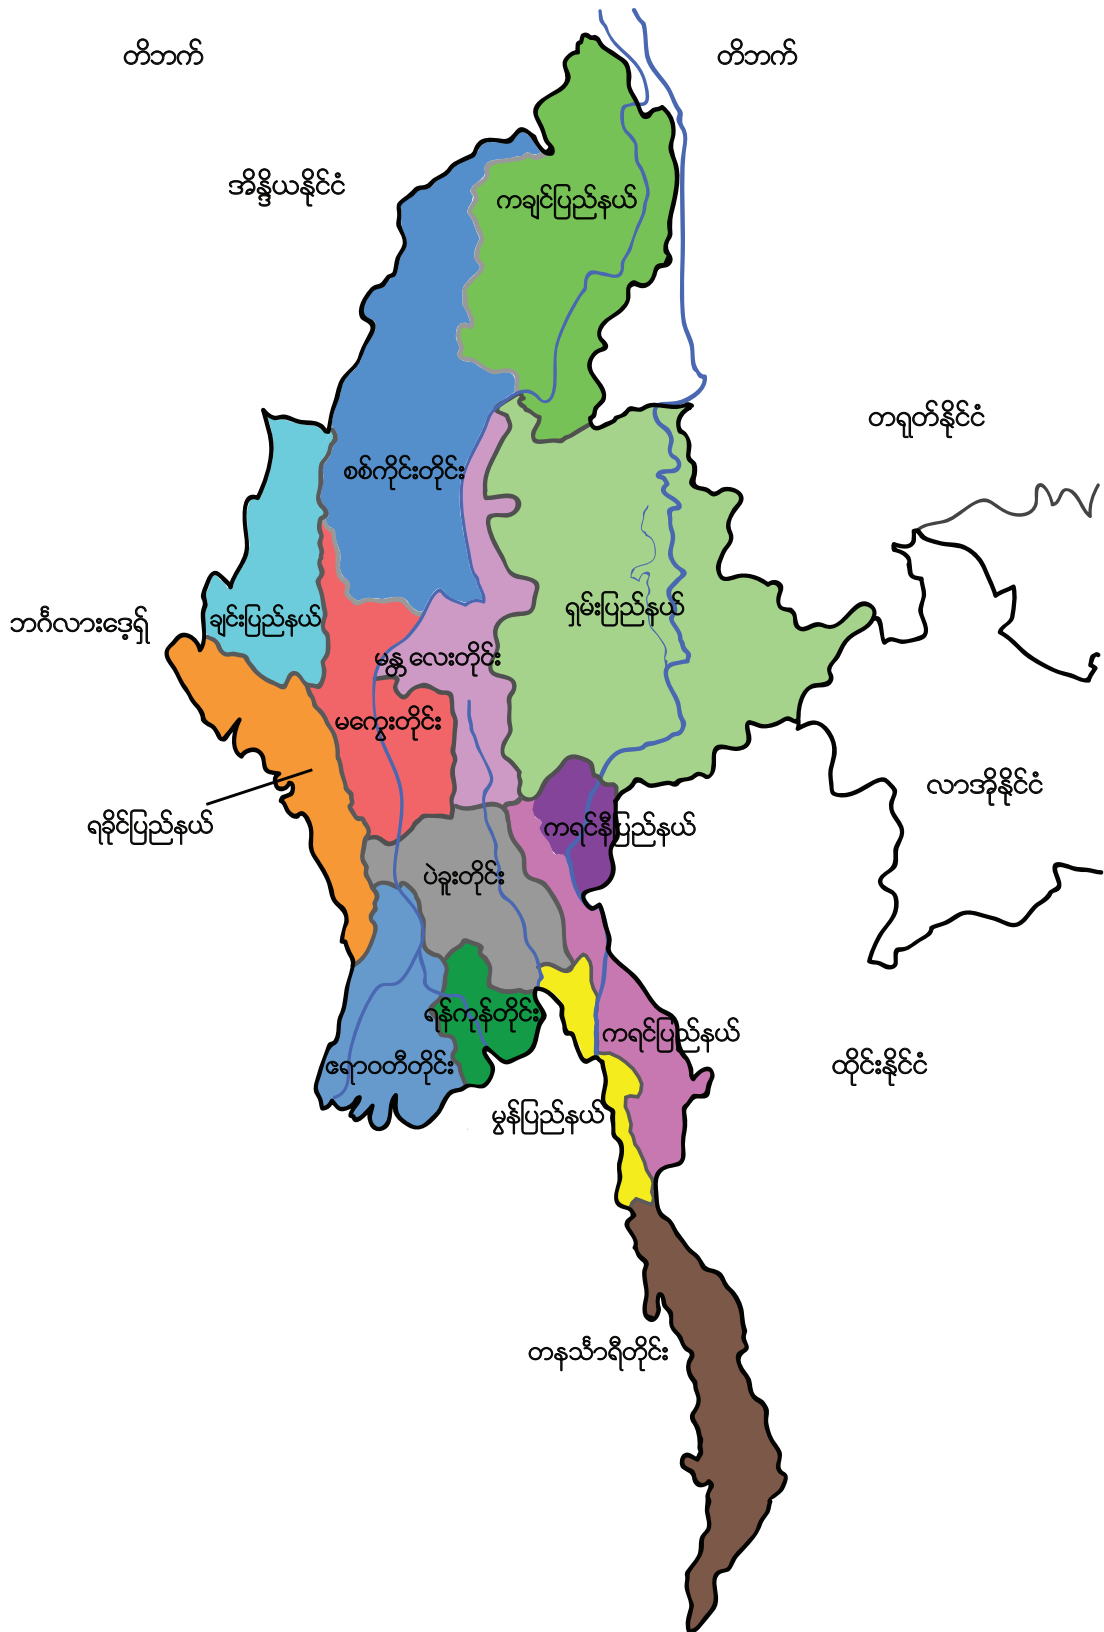 တိဘက်
တိဘက်
အိန္ဒိယနိုင်ငံ
ကချင်ပြည်နယ်
တရုတ်နိုင်ငံ
စစ်ကိုင်းတိုင်း
ဘင်္ဂလားဒေ့ရှ်
ချင်းပြည်နယ်
ရှမ်းပြည်နယ်
မန္တလေးတိုင်း
မကွေးတိုင်း
လာအိုနိုင်ငံ
ရခိုင်ပြည်နယ်
ကရင်နီပြည်နယ်
ပဲခူးတိုင်း
ရန်ကုန်တိုင်း
ကရင်ပြည်နယ်
ဧရာဝတီတိုင်း
ထိုင်းနိုင်ငံ
မွန်ပြည်နယ်
တနင်္သာရီတိုင်း